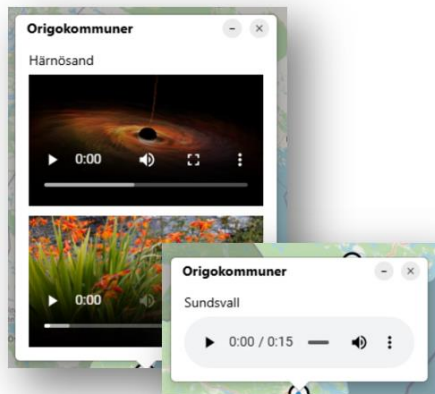 Origokommuner
Härnösand
0:00
0:00
Origokommuner
Sundsvall
0:00 / 0:15